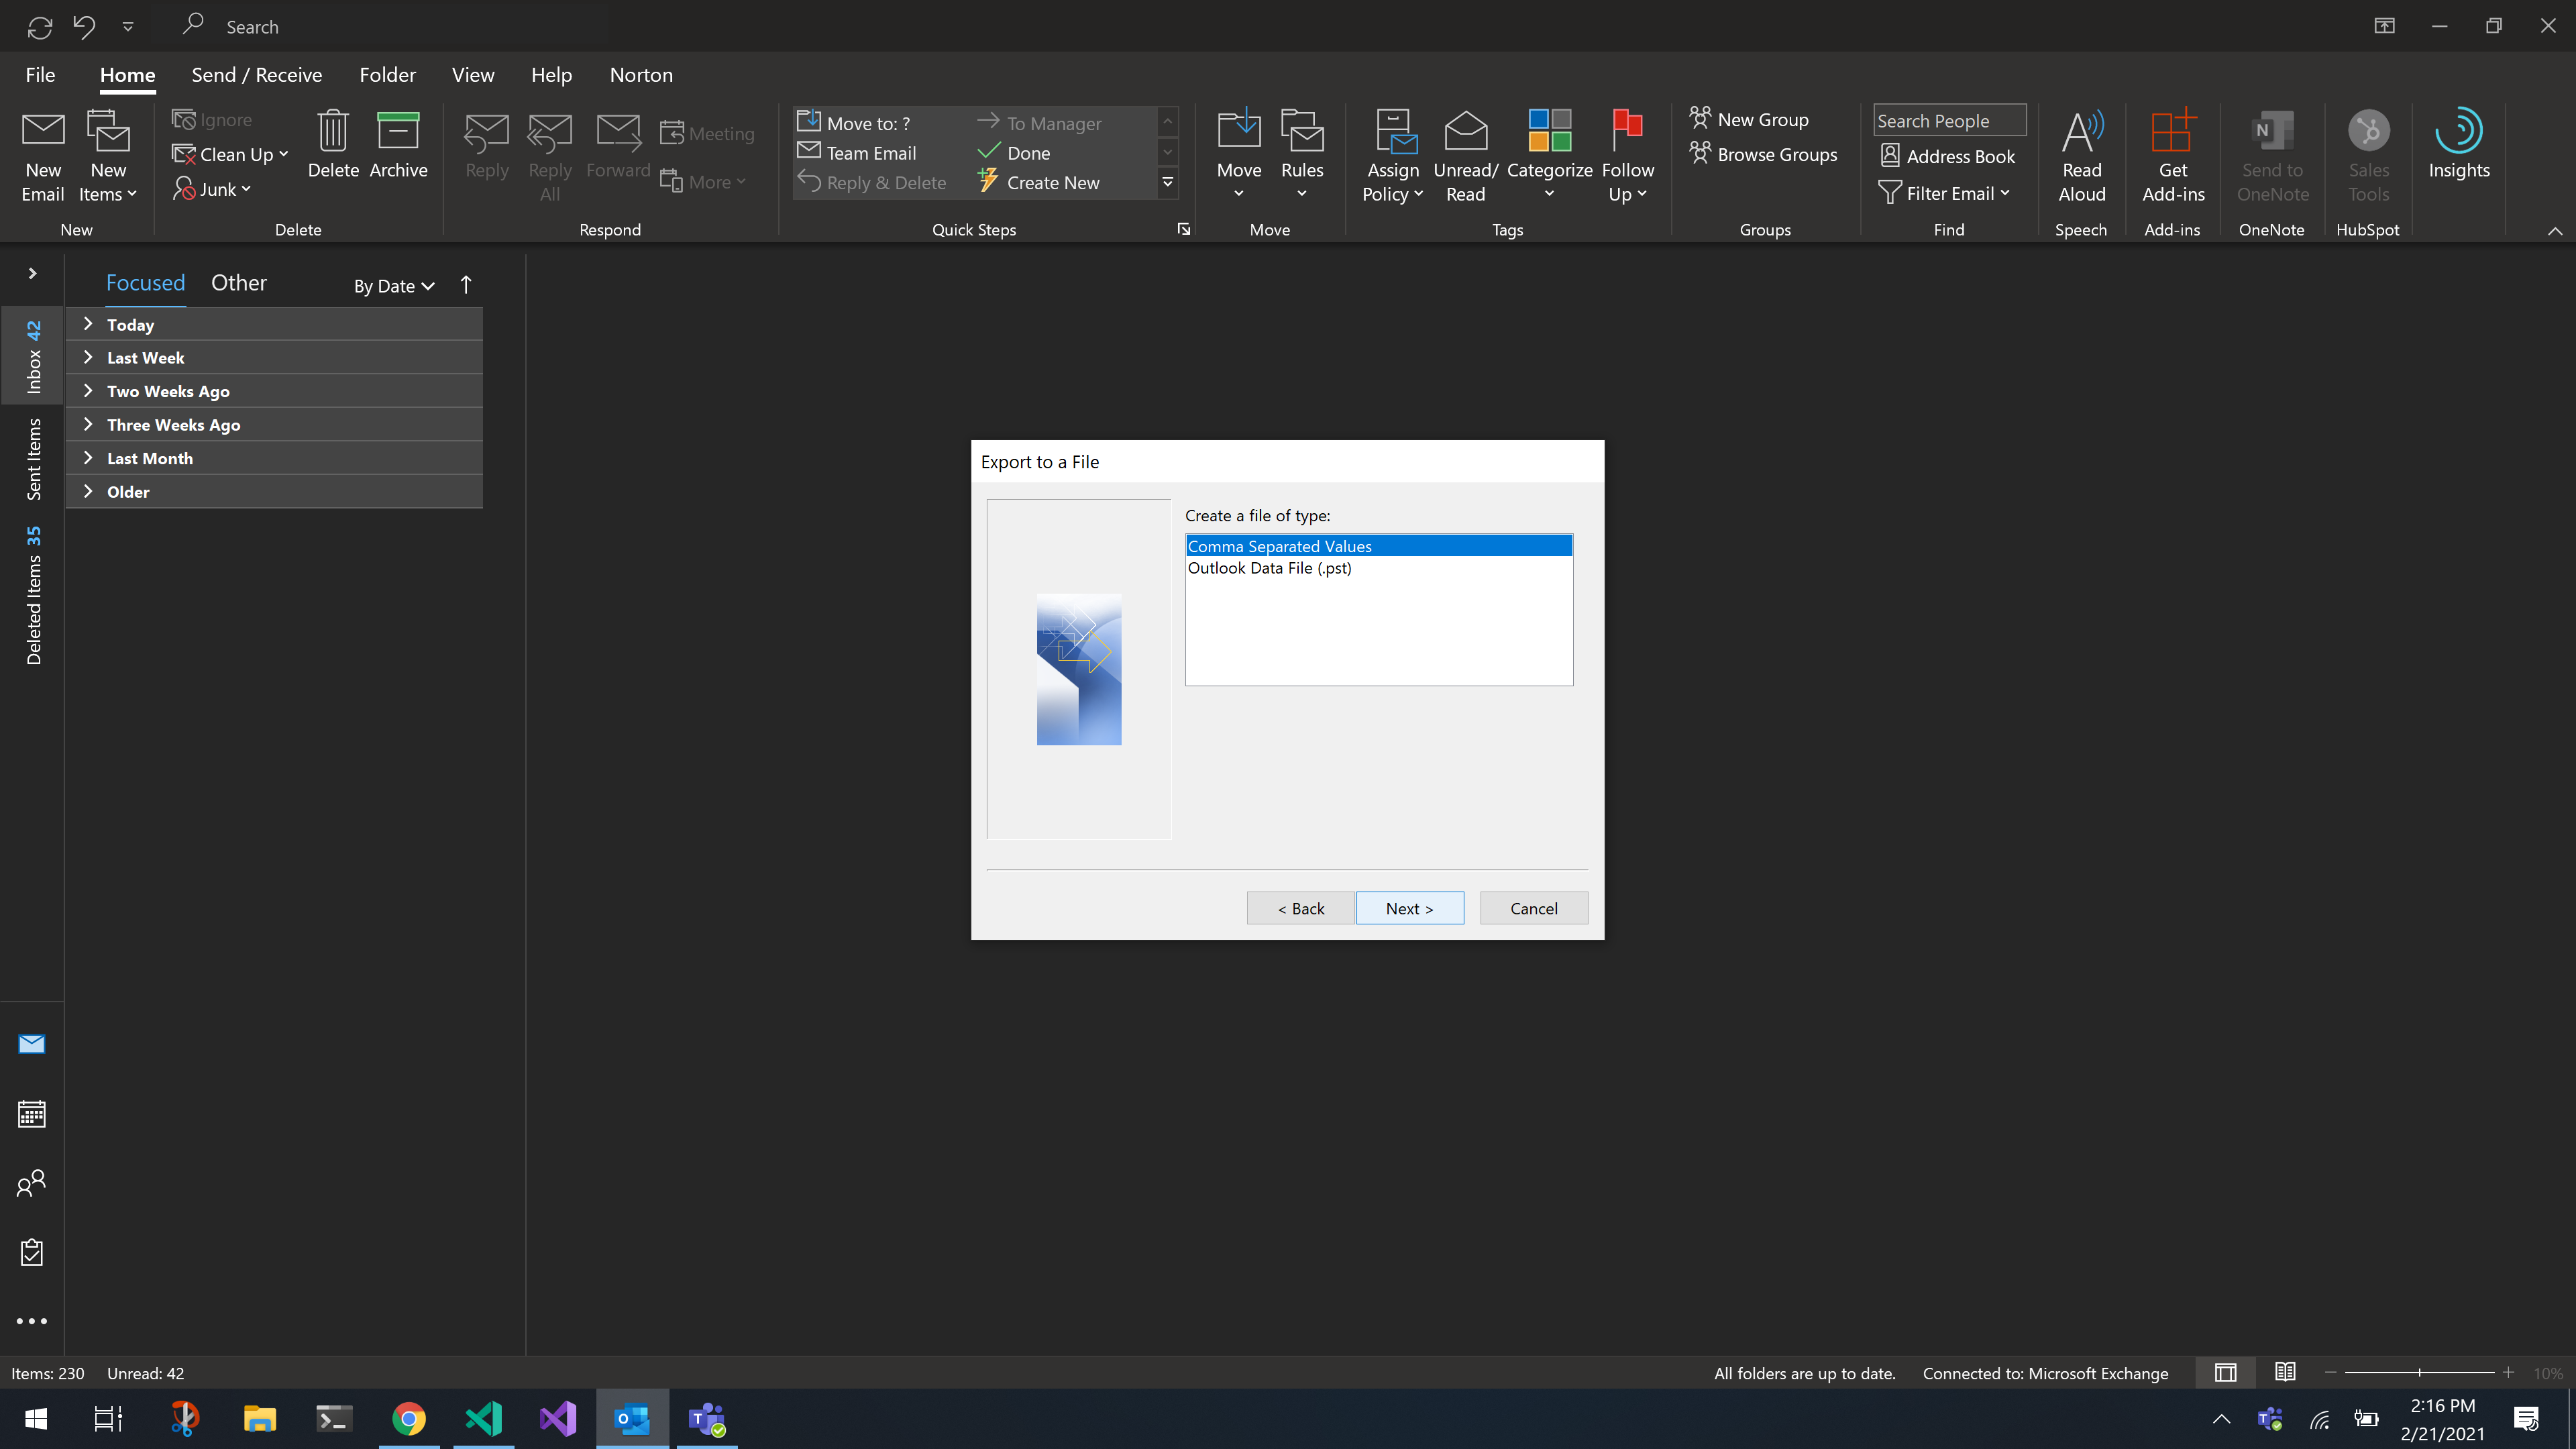 Search
File Home Send / Receive Folder View Help Norton
New Email
New Items
New
Ignore
Clean Up
Junk
Delete
Archive
Delete
Reply
Reply All
Forward
Meeting
More
Respond
Move to: ?
Team Email
Reply & Delete
To Manager
Done
Create New
Quick Steps
Move
Rules
Move
Assign Policy
Unread/ Read
Categorize
Follow Up
Tags
New Group
Browse Groups
Groups
Search People
Address Book
Filter Email
Find
Read Aloud
Speech
Get Add-ins
Add-ins
Send to OneNote
OneNote
Sales Tools
HubSpot
Insights
Inbox 42
Sent Items
Deleted Items 35
Focused Other By Date
Today
Last Week
Two Weeks Ago
Three Weeks Ago
Last Month
Older
Export to a File
Create a file of type:
Comma Separated Values
Outlook Data File (.pst)
< Back Next > Cancel
Items: 230 Unread: 42 All folders are up to date. Connected to: Microsoft Exchange 10%
2:16 PM
2/21/2021